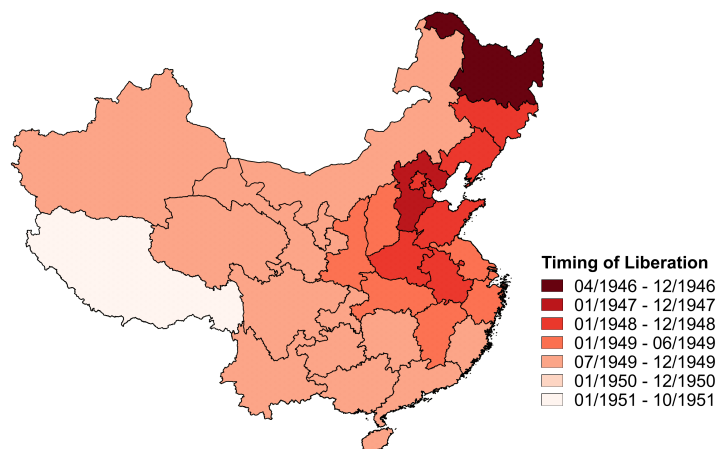 Timing of Liberation
04/1946 - 12/1946
01/1947 - 12/1947
01/1948 - 12/1948
01/1949 - 06/1949
07/1949 - 12/1949
01/1950 - 12/1950
01/1951 - 10/1951